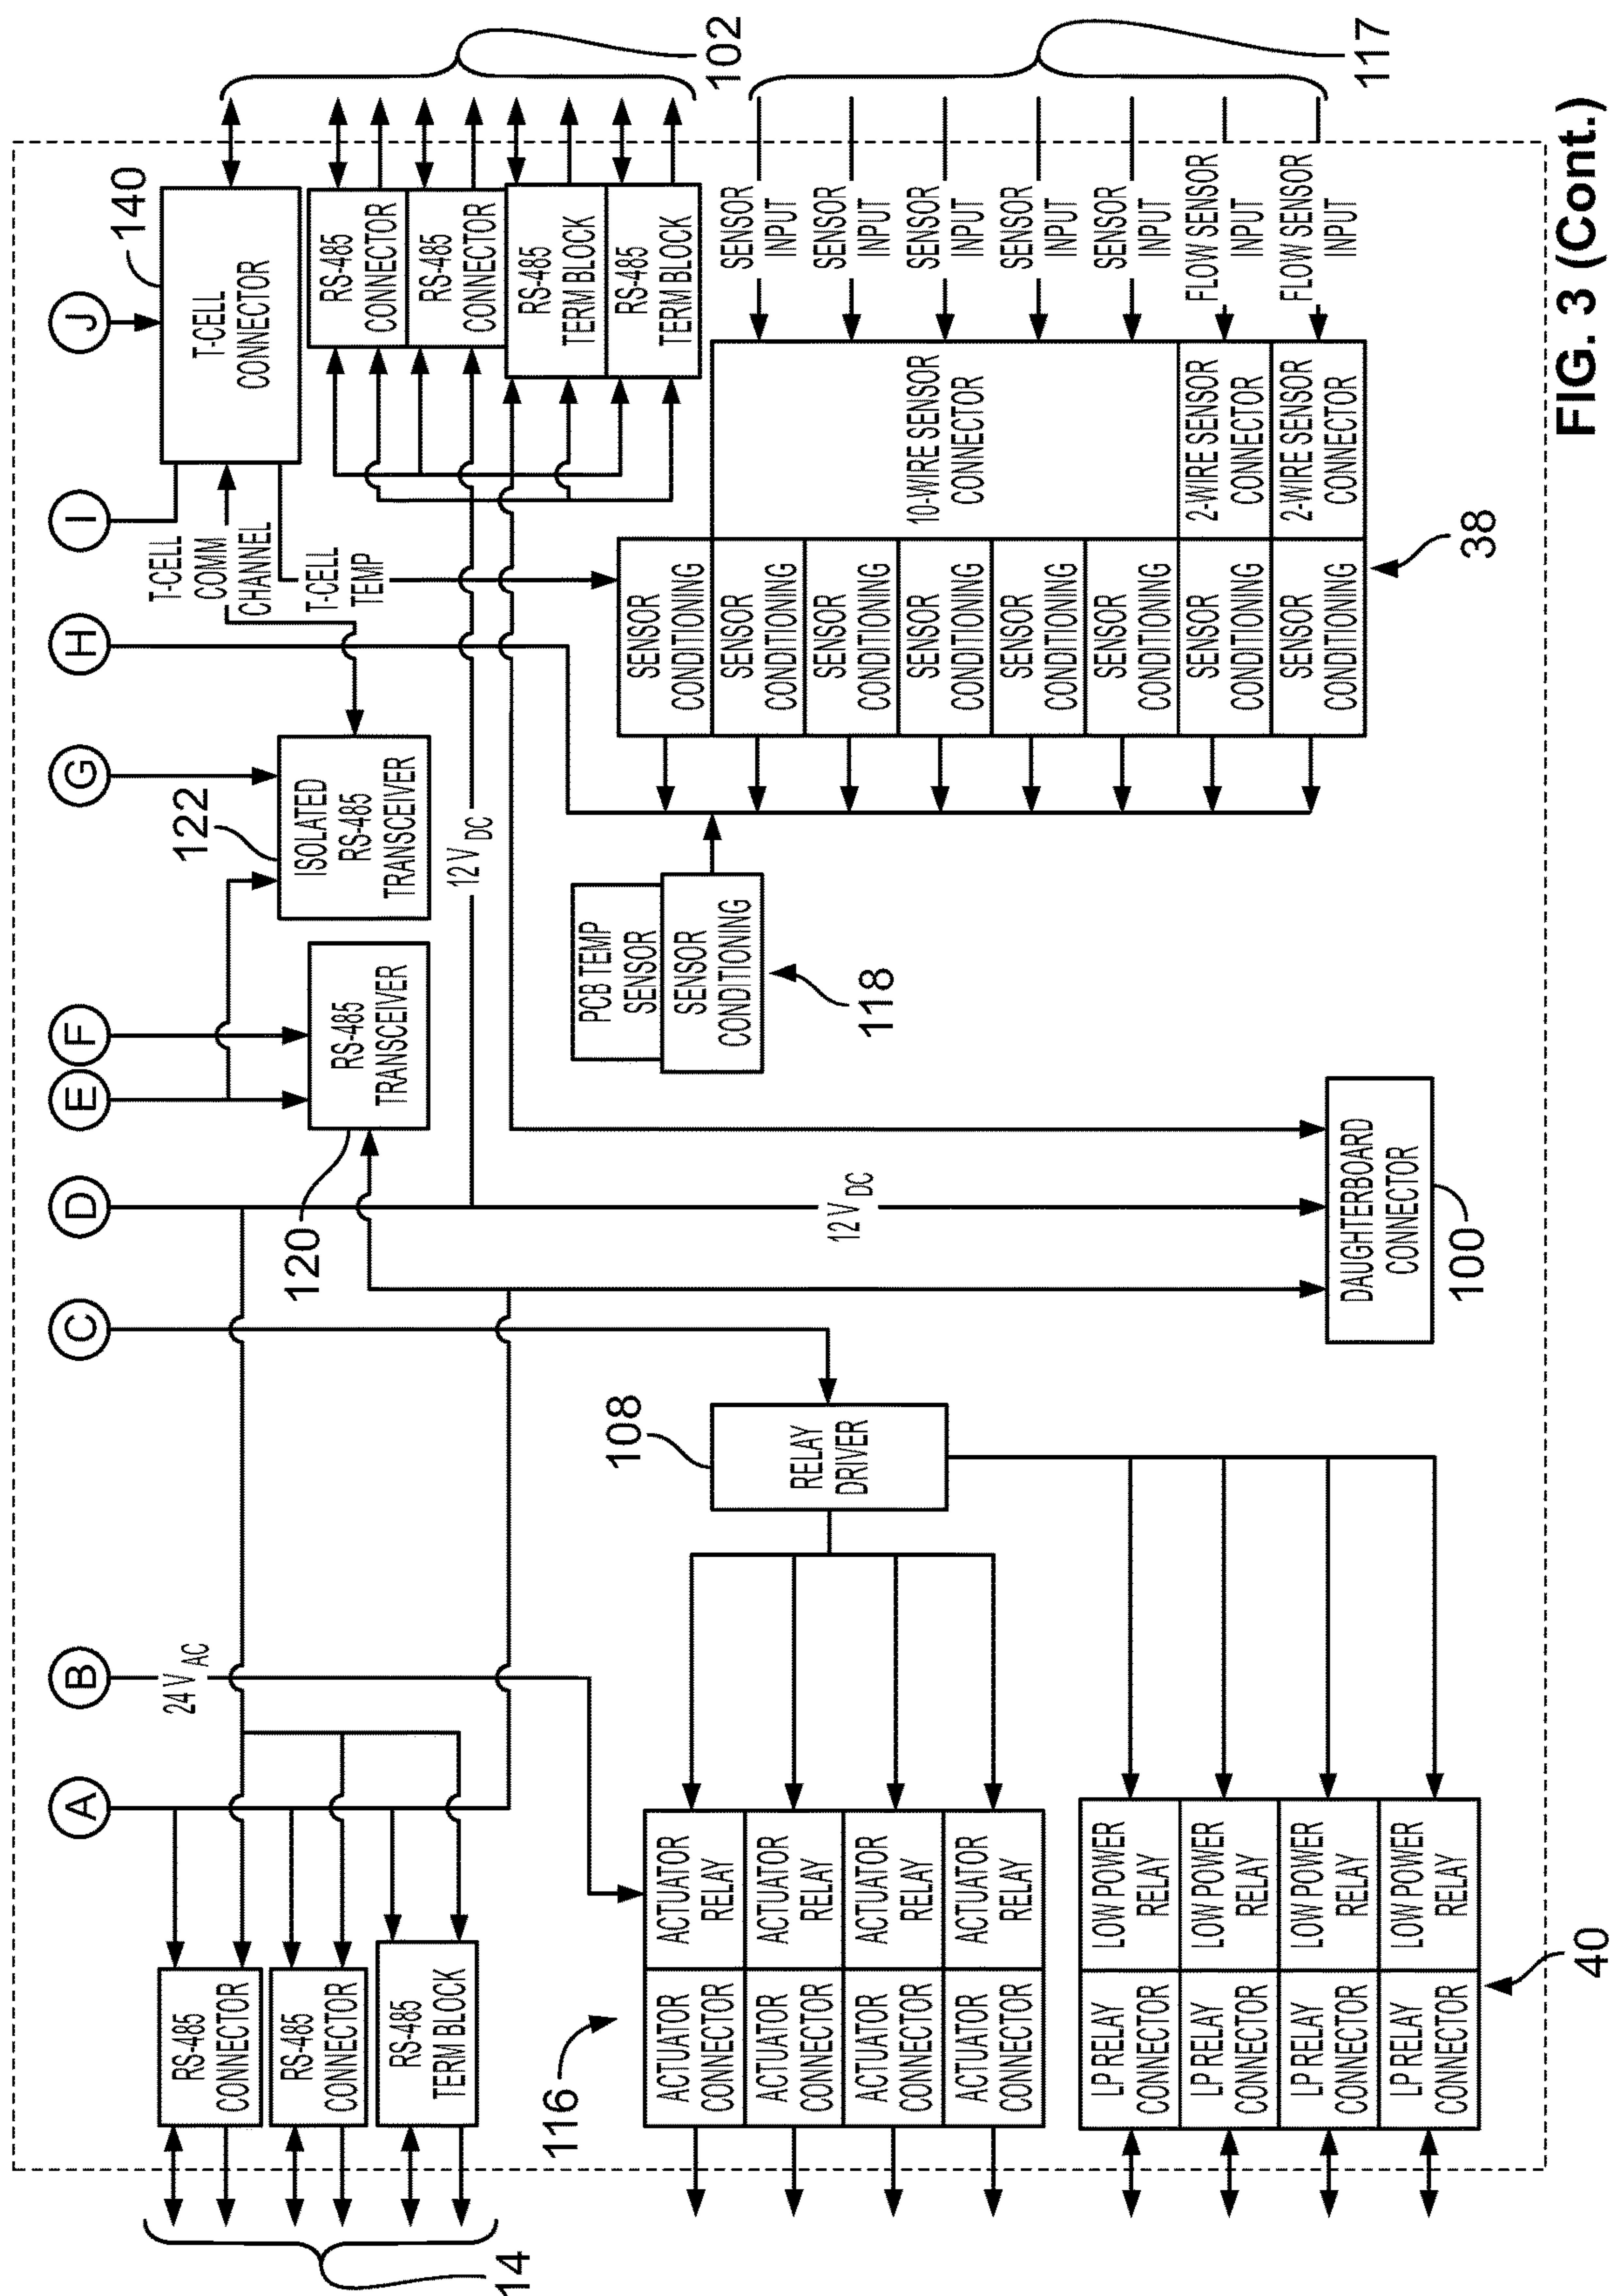 A
B
C
D
E
F
G
H
I
J
24 V AC
T-CELL
COMM
CHANNEL
T-CELL
TEMP
140
T-CELL
CONNECTOR
14
RS-485
CONNECTOR
RS-485
CONNECTOR
RS-485
TERM BLOCK
120
RS-485
TRANSCEIVER
122
ISOLATED
RS-485
TRANSCEIVER
12 V DC
RS-485
CONNECTOR
RS-485
CONNECTOR
RS-485
TERM BLOCK
RS-485
TERM BLOCK
102
116
ACTUATOR
CONNECTOR
ACTUATOR
RELAY
ACTUATOR
CONNECTOR
ACTUATOR
RELAY
ACTUATOR
CONNECTOR
ACTUATOR
RELAY
ACTUATOR
CONNECTOR
ACTUATOR
RELAY
108
RELAY
DRIVER
PCB TEMP
SENSOR
SENSOR
CONDITIONING
118
12 V DC
SENSOR
CONDITIONING
SENSOR
CONDITIONING
SENSOR
CONDITIONING
SENSOR
CONDITIONING
SENSOR
CONDITIONING
SENSOR
CONDITIONING
SENSOR
CONDITIONING
SENSOR
CONDITIONING
10-WIRE SENSOR
CONNECTOR
2-WIRE SENSOR
CONNECTOR
2-WIRE SENSOR
CONNECTOR
38
SENSOR
INPUT
SENSOR
INPUT
SENSOR
INPUT
SENSOR
INPUT
SENSOR
INPUT
FLOW SENSOR
INPUT
FLOW SENSOR
INPUT
117
LP RELAY
CONNECTOR
LOW POWER
RELAY
LP RELAY
CONNECTOR
LOW POWER
RELAY
LP RELAY
CONNECTOR
LOW POWER
RELAY
LP RELAY
CONNECTOR
LOW POWER
RELAY
40
DAUGHTERBOARD
CONNECTOR
100
FIG. 3 (Cont.)